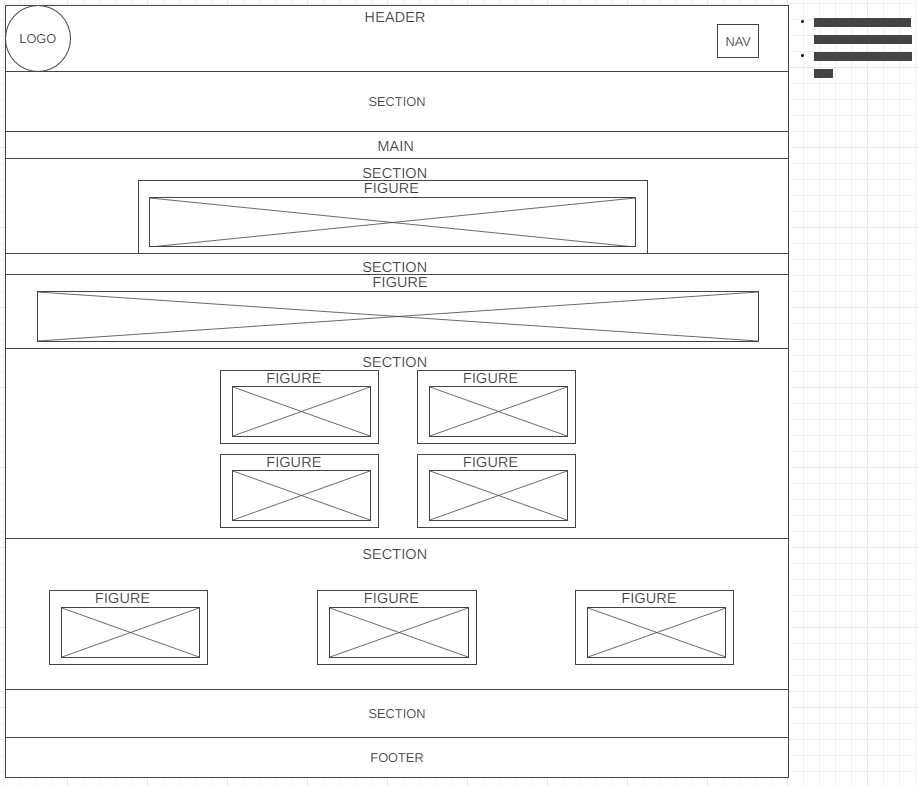 HEADER
LOGO
NAV
SECTION
MAIN
SECTION
FIGURE
SECTION
FIGURE
SECTION
FIGURE FIGURE
FIGURE FIGURE
SECTION
FIGURE FIGURE FIGURE
SECTION
FOOTER